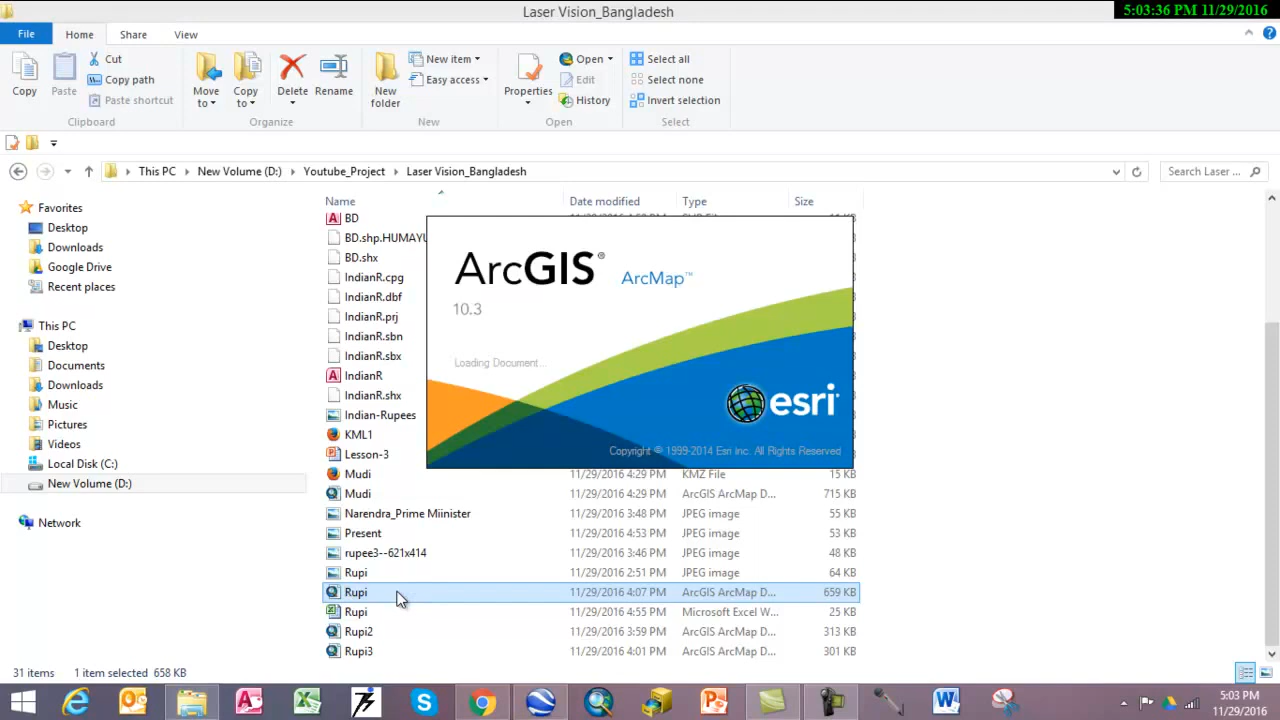 Laser Vision_Bangladesh
5:03:36 PM 11/29/2016
File Home Share View
Cut
Copy path
Paste shortcut
Copy Paste
Clipboard
Move to Copy to Delete Rename
Organize
New folder
New item
Easy access
New
Properties
Open
Edit
History
Open
Select all
Select none
Invert selection
Select
This PC New Volume (D:) Youtube_Project Laser Vision_Bangladesh
Search Laser ...
Favorites
Desktop
Downloads
Google Drive
Recent places
This PC
Desktop
Documents
Downloads
Music
Pictures
Videos
Local Disk (C:)
New Volume (D:)
Network
Name Date modified Type Size
BD
BD.shp.HUMAYU
BD.shx
IndianR.cpg
IndianR.dbf
IndianR.prj
IndianR.sbn
IndianR.sbx
IndianR
IndianR.shx
Indian-Rupees
KML1
Lesson-3
Mudi 11/29/2016 4:29 PM KMZ File 15 KB
Mudi 11/29/2016 4:29 PM ArcGIS ArcMap D... 715 KB
Narendra_Prime Miinister 11/29/2016 3:48 PM JPEG image 55 KB
Present 11/29/2016 4:53 PM JPEG image 53 KB
rupee3--621x414 11/29/2016 3:46 PM JPEG image 48 KB
Rupi 11/29/2016 2:51 PM JPEG image 64 KB
Rupi 11/29/2016 4:07 PM ArcGIS ArcMap D... 659 KB
Rupi 11/29/2016 4:55 PM Microsoft Excel W... 25 KB
Rupi2 11/29/2016 3:59 PM ArcGIS ArcMap D... 313 KB
Rupi3 11/29/2016 4:01 PM ArcGIS ArcMap D... 301 KB
ArcGIS® ArcMap™
10.3
Loading Document...
esri
Copyright © 1999-2014 Esri inc. All Rights Reserved
31 items 1 item selected 658 KB
5:03 PM
11/29/2016